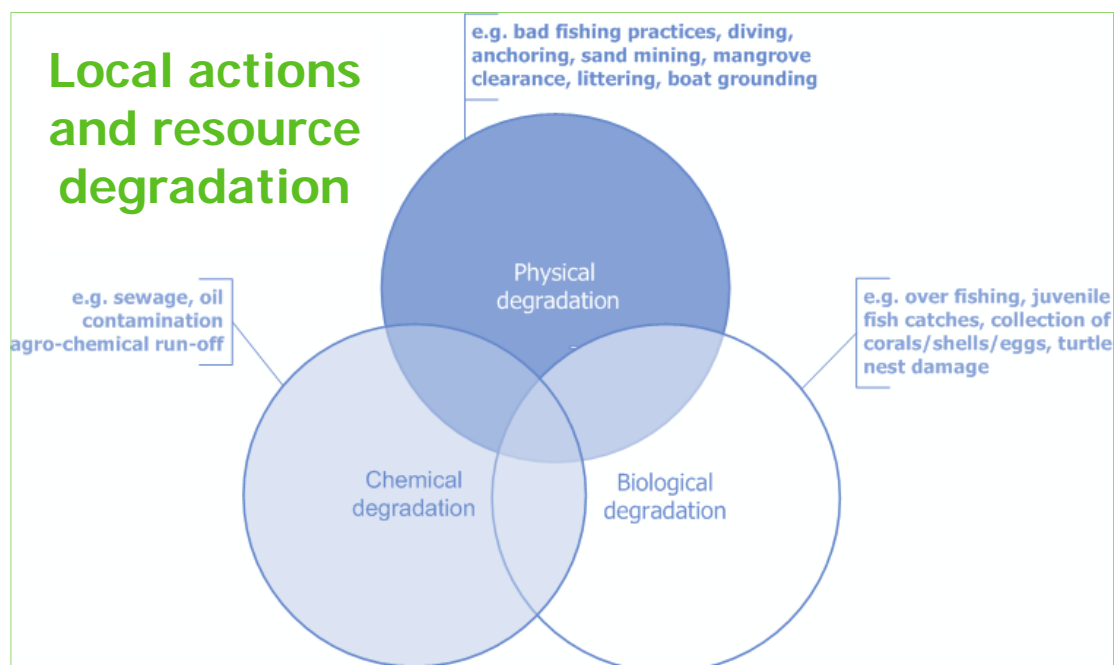 Local actions
and resource
degradation
e.g. bad fishing practices, diving,
anchoring, sand mining, mangrove
clearance, littering, boat grounding
Physical
degradation
e.g. sewage, oil
contamination
agro-chemical run-off
e.g. over fishing, juvenile
fish catches, collection of
corals/shells/eggs, turtle
nest damage
Chemical
degradation
Biological
degradation